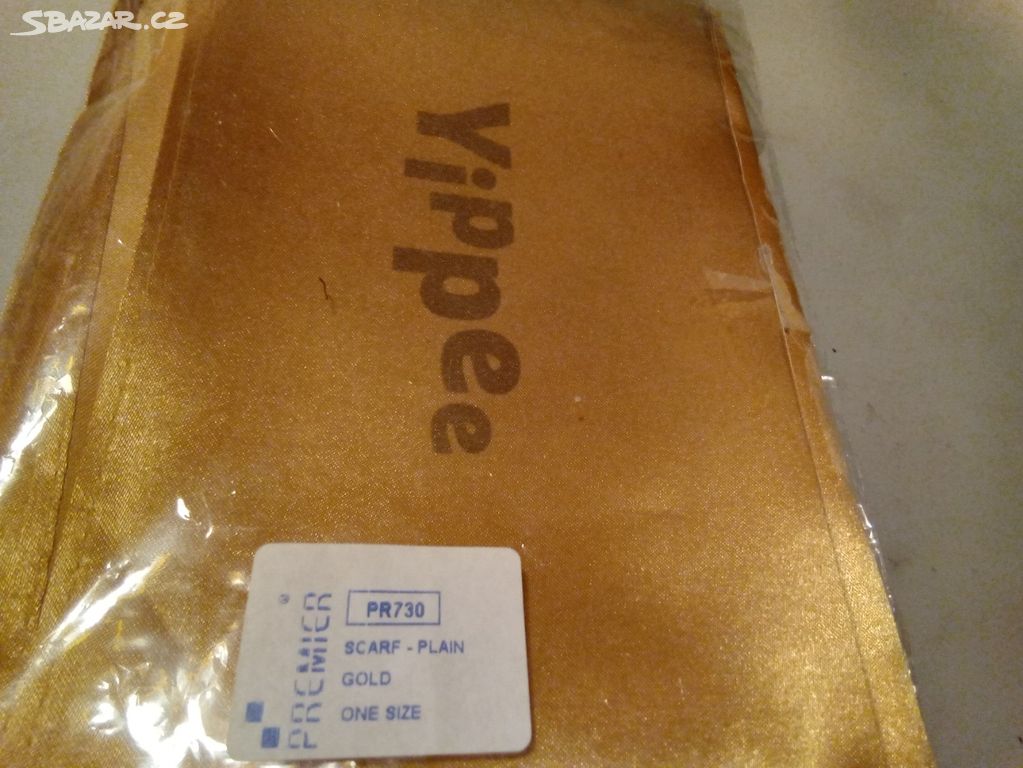 SBAZAR.CZ
Yippee
PREMIER
PR730
SCARF - PLAIN
GOLD
ONE SIZE